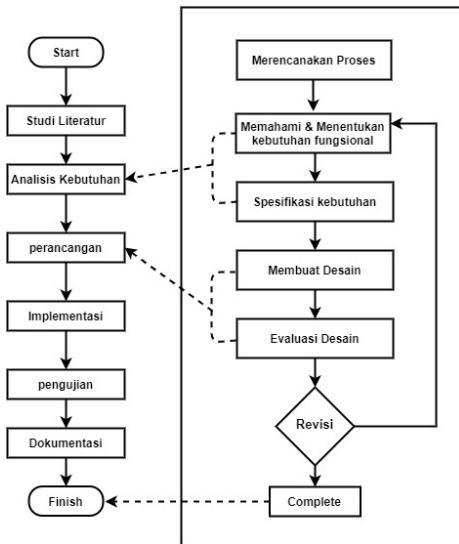 Start
Studi Literatur
Analisis Kebutuhan
perancangan
Implementasi
pengujian
Dokumentasi
Finish
Merencanakan Proses
Memahami & Menentukan
kebutuhan fungsional
Spesifikasi kebutuhan
Membuat Desain
Evaluasi Desain
Revisi
Complete